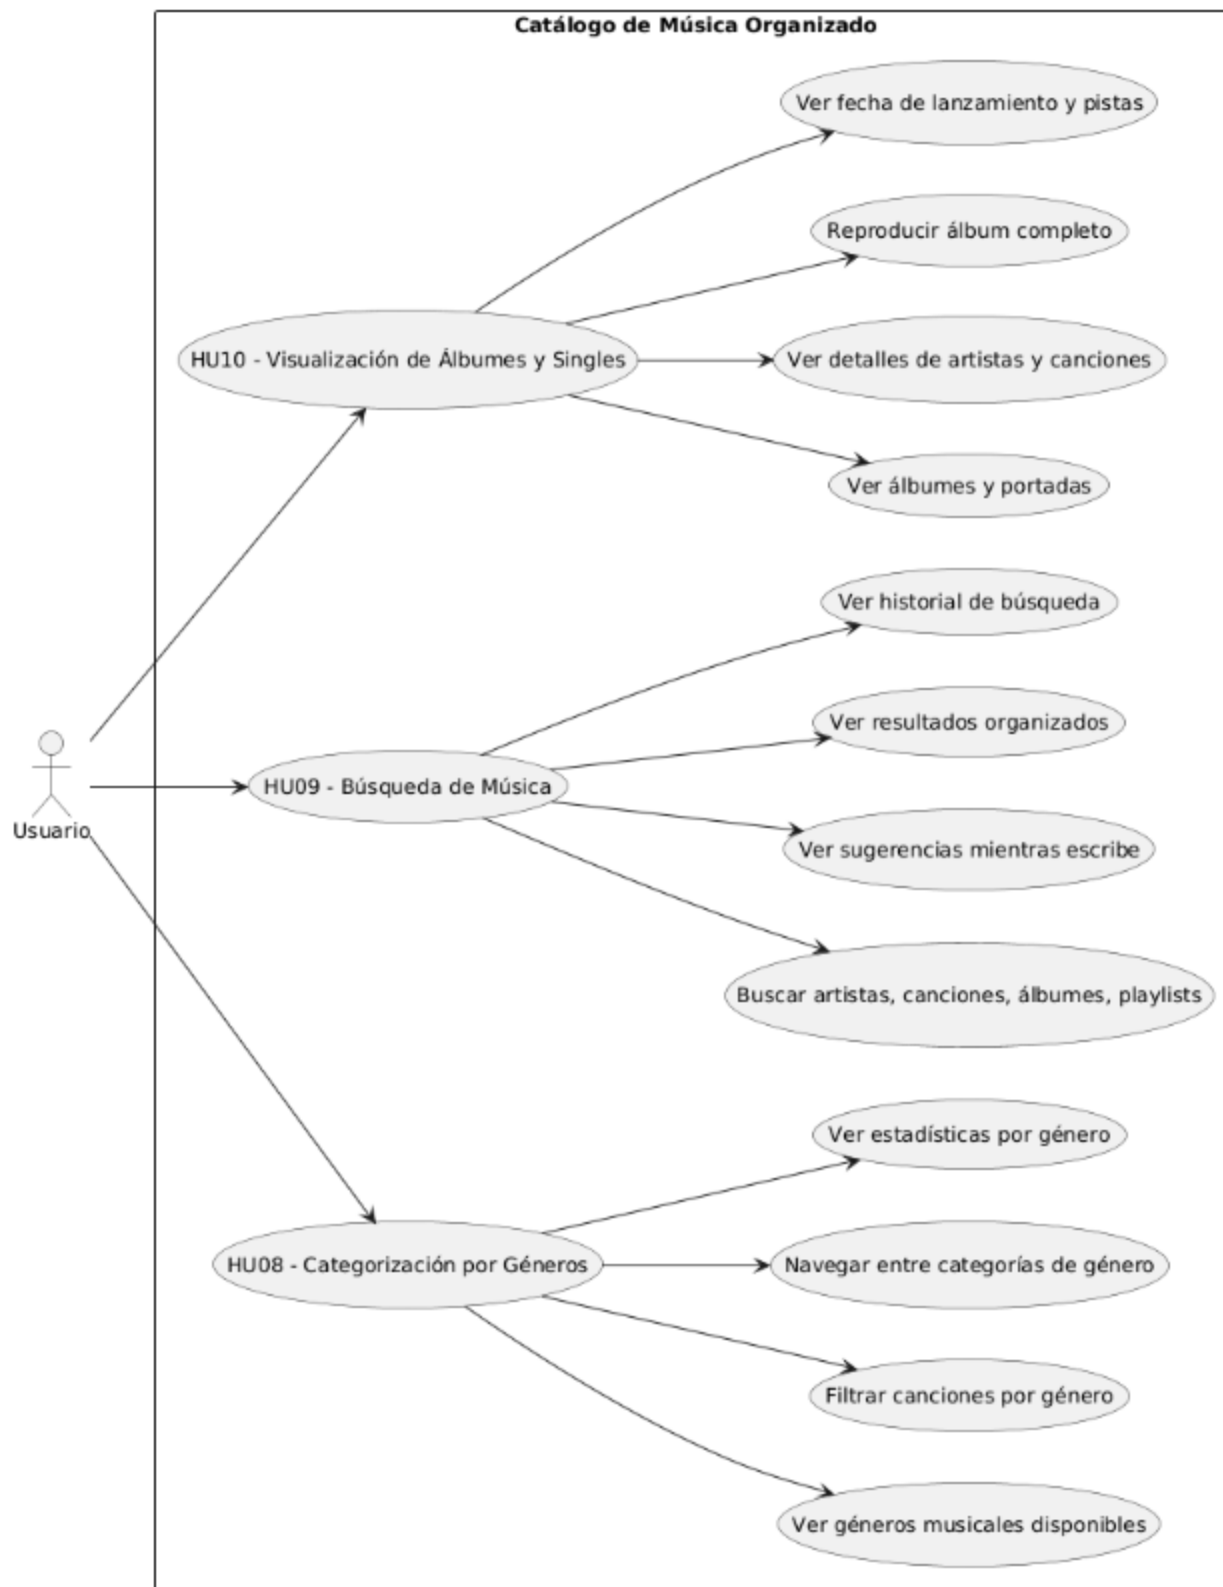 Catálogo de Música Organizado
Ver fecha de lanzamiento y pistas
Reproducir álbum completo
HU10 - Visualización de Álbumes y Singles
Ver detalles de artistas y canciones
Ver álbumes y portadas
Ver historial de búsqueda
Ver resultados organizados
HU09 - Búsqueda de Música
Usuario
Ver sugerencias mientras escribe
Buscar artistas, canciones, álbumes, playlists
Ver estadísticas por género
HU08 - Categorización por Géneros
Navegar entre categorías de género
Filtrar canciones por género
Ver géneros musicales disponibles